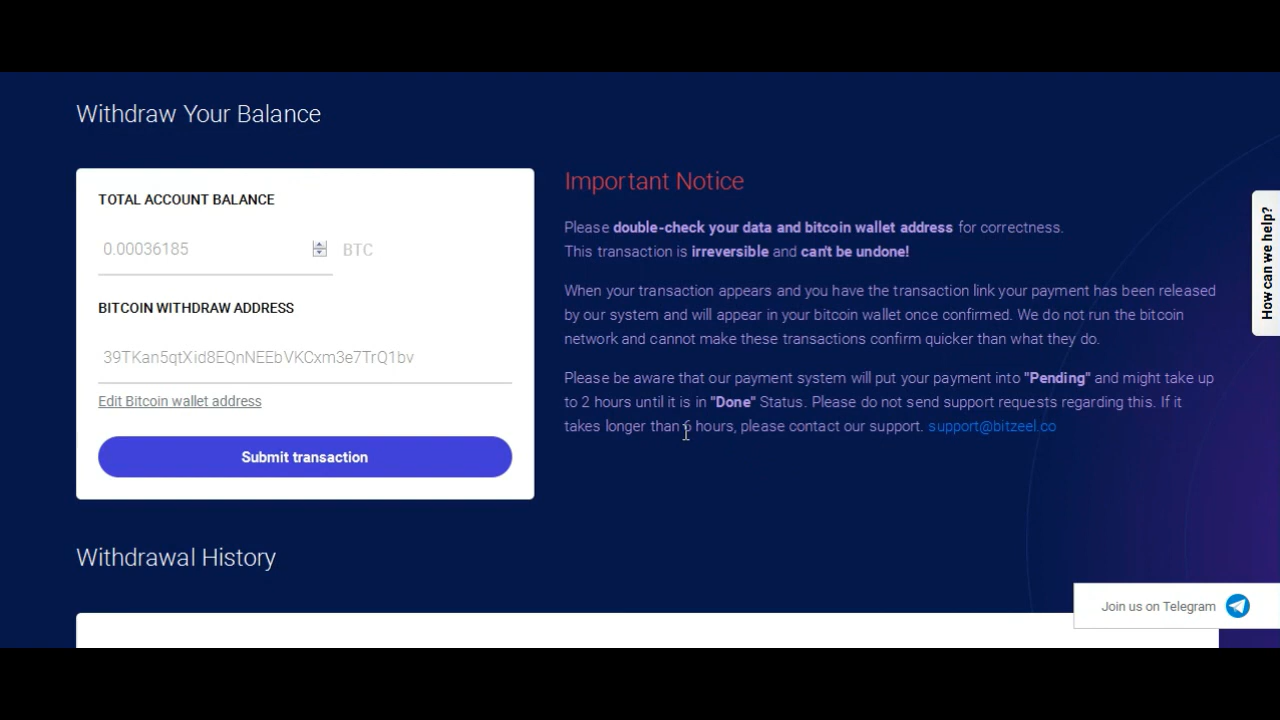 Withdraw Your Balance
TOTAL ACCOUNT BALANCE
0.00036185
BTC
BITCOIN WITHDRAW ADDRESS
39TKan5qtXid8EQnNEEbVKCxm3e7TrQ1bv
Edit Bitcoin wallet address
Submit transaction
Important Notice
Please double-check your data and bitcoin wallet address for correctness.
This transaction is irreversible and can't be undone!
When your transaction appears and you have the transaction link your payment has been released
by our system and will appear in your bitcoin wallet once confirmed. We do not run the bitcoin
network and cannot make these transactions confirm quicker than what they do.
Please be aware that our payment system will put your payment into "Pending" and might take up
to 2 hours until it is in "Done" Status. Please do not send support requests regarding this. If it
takes longer than hours, please contact our support. support@bitzeel.co
How can we help?
Withdrawal History
Join us on Telegram